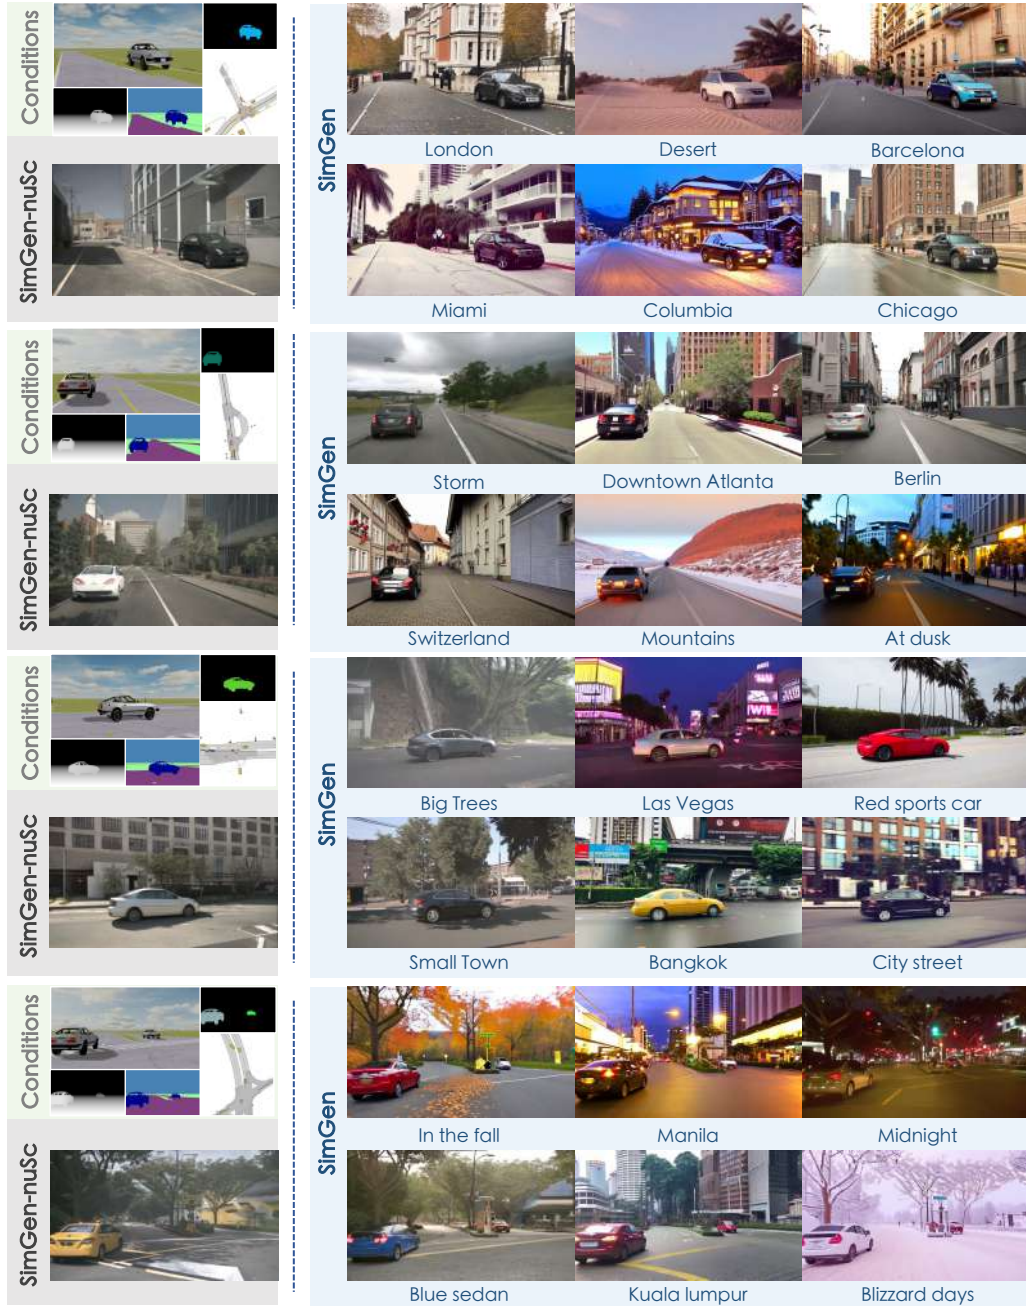 Conditions
SimGen-nuSc
SimGen
London
Desert
Barcelona
Miami
Columbia
Chicago
Conditions
SimGen-nuSc
SimGen
Storm
Downtown Atlanta
Berlin
Switzerland
Mountains
At dusk
Conditions
SimGen-nuSc
SimGen
Big Trees
Las Vegas
Red sports car
Small Town
Bangkok
City street
Conditions
SimGen-nuSc
SimGen
In the fall
Manila
Midnight
Blue sedan
Kuala lumpur
Blizzard days